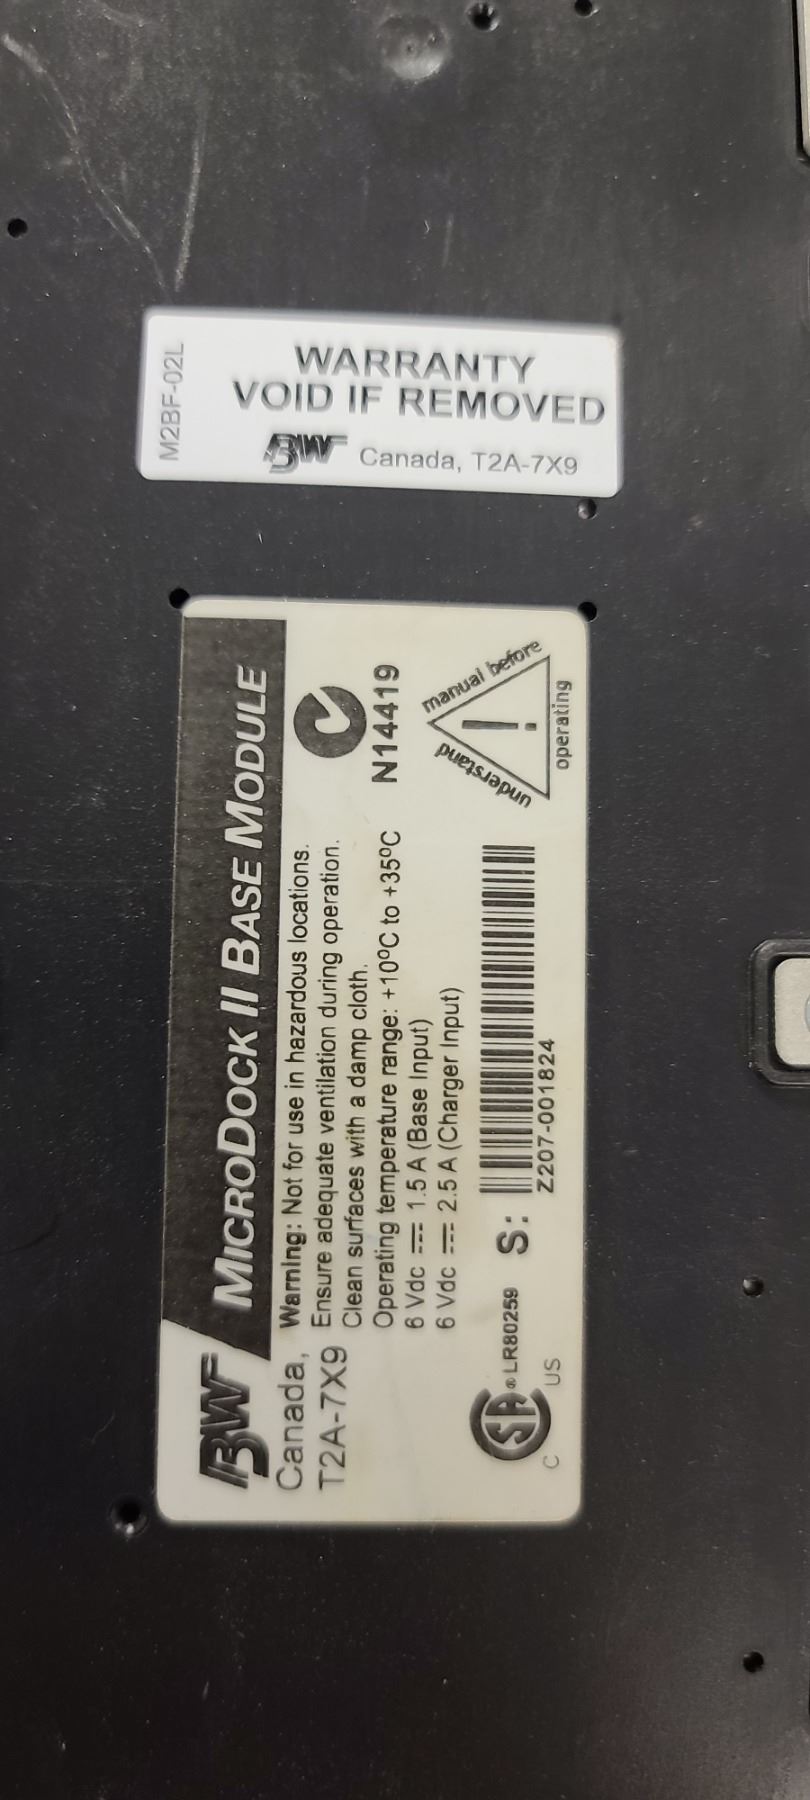 M2BF-02L
WARRANTY
VOID IF REMOVED
BW Canada, T2A-7X9
BW
MICRODOCK II BASE MODULE
Canada,
T2A-7X9
Warning: Not for use in hazardous locations.
Ensure adequate ventilation during operation.
Clean surfaces with a damp cloth.
Operating temperature range: +10ºC to +35ºC
6 Vdc ⎓ 1.5 A (Base Input)
6 Vdc ⎓ 2.5 A (Charger Input)
N14419
understand manual before
operating
C SA ® LR80259
C US
S:
Z207-001824